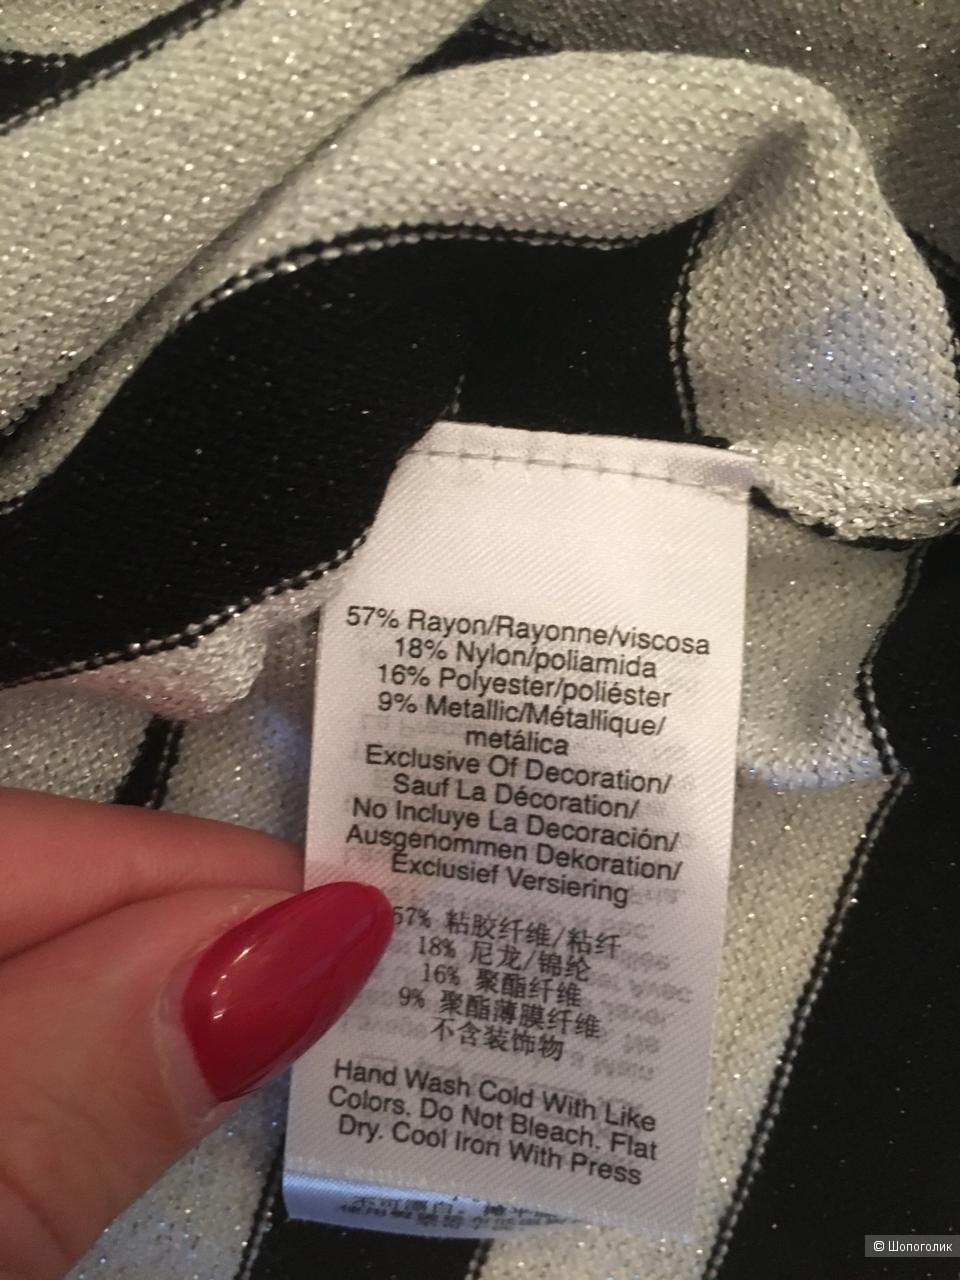 57% Rayon/Rayonne/viscosa
18% Nylon/poliamida
16% Polyester/poliéster
9% Metallic/Métallique/
metálica
Exclusive Of Decoration/
Sauf La Décoration/
No Incluye La Decoración/
Ausgenommen Dekoration/
Exclusief Versiering
57% 粘胶纤维/粘纤
18% 尼龙/锦纶
16% 聚酯纤维
9% 聚酯薄膜纤维
不含装饰物
Hand Wash Cold With Like
Colors. Do Not Bleach. Flat
Dry. Cool Iron With Press
© Шопоголик